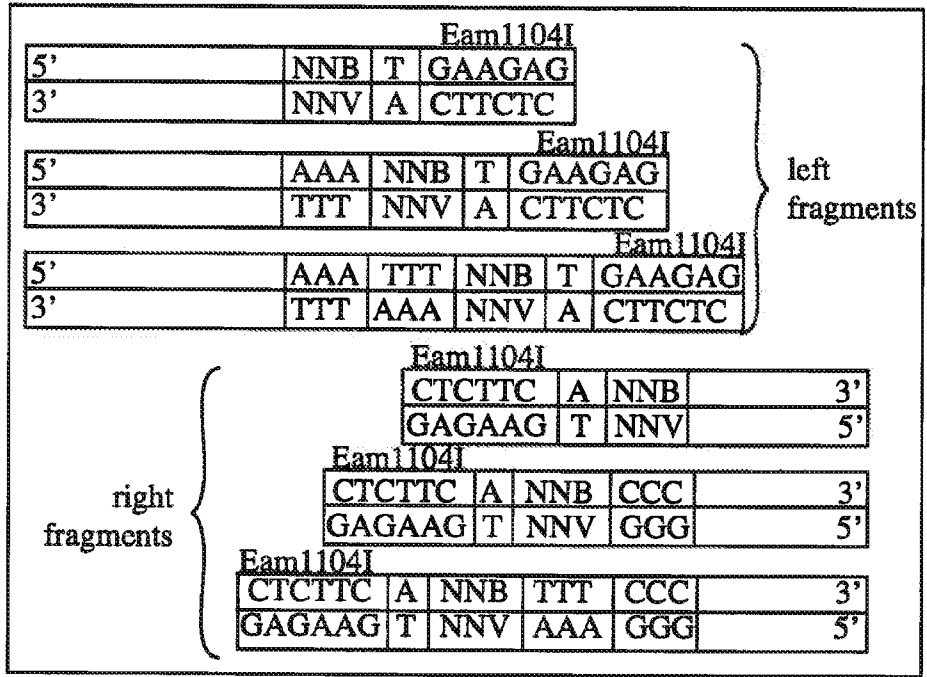 Eam1104I
5' NNB T GAAGAG
3' NNV A CTTCTC
Eam1104I
5' AAA NNB T GAAGAG
3' TTT NNV A CTTCTC
left
fragments
Eam1104I
5' AAA TTT NNB T GAAGAG
3' TTT AAA NNV A CTTCTC
Eam1104I
CTCTTC A NNB 3'
GAGAAG T NNV 5'
Eam1104I
CTCTTC A NNB CCC 3'
GAGAAG T NNV GGG 5'
right
fragments
Eam1104I
CTCTTC A NNB TTT CCC 3'
GAGAAG T NNV AAA GGG 5'